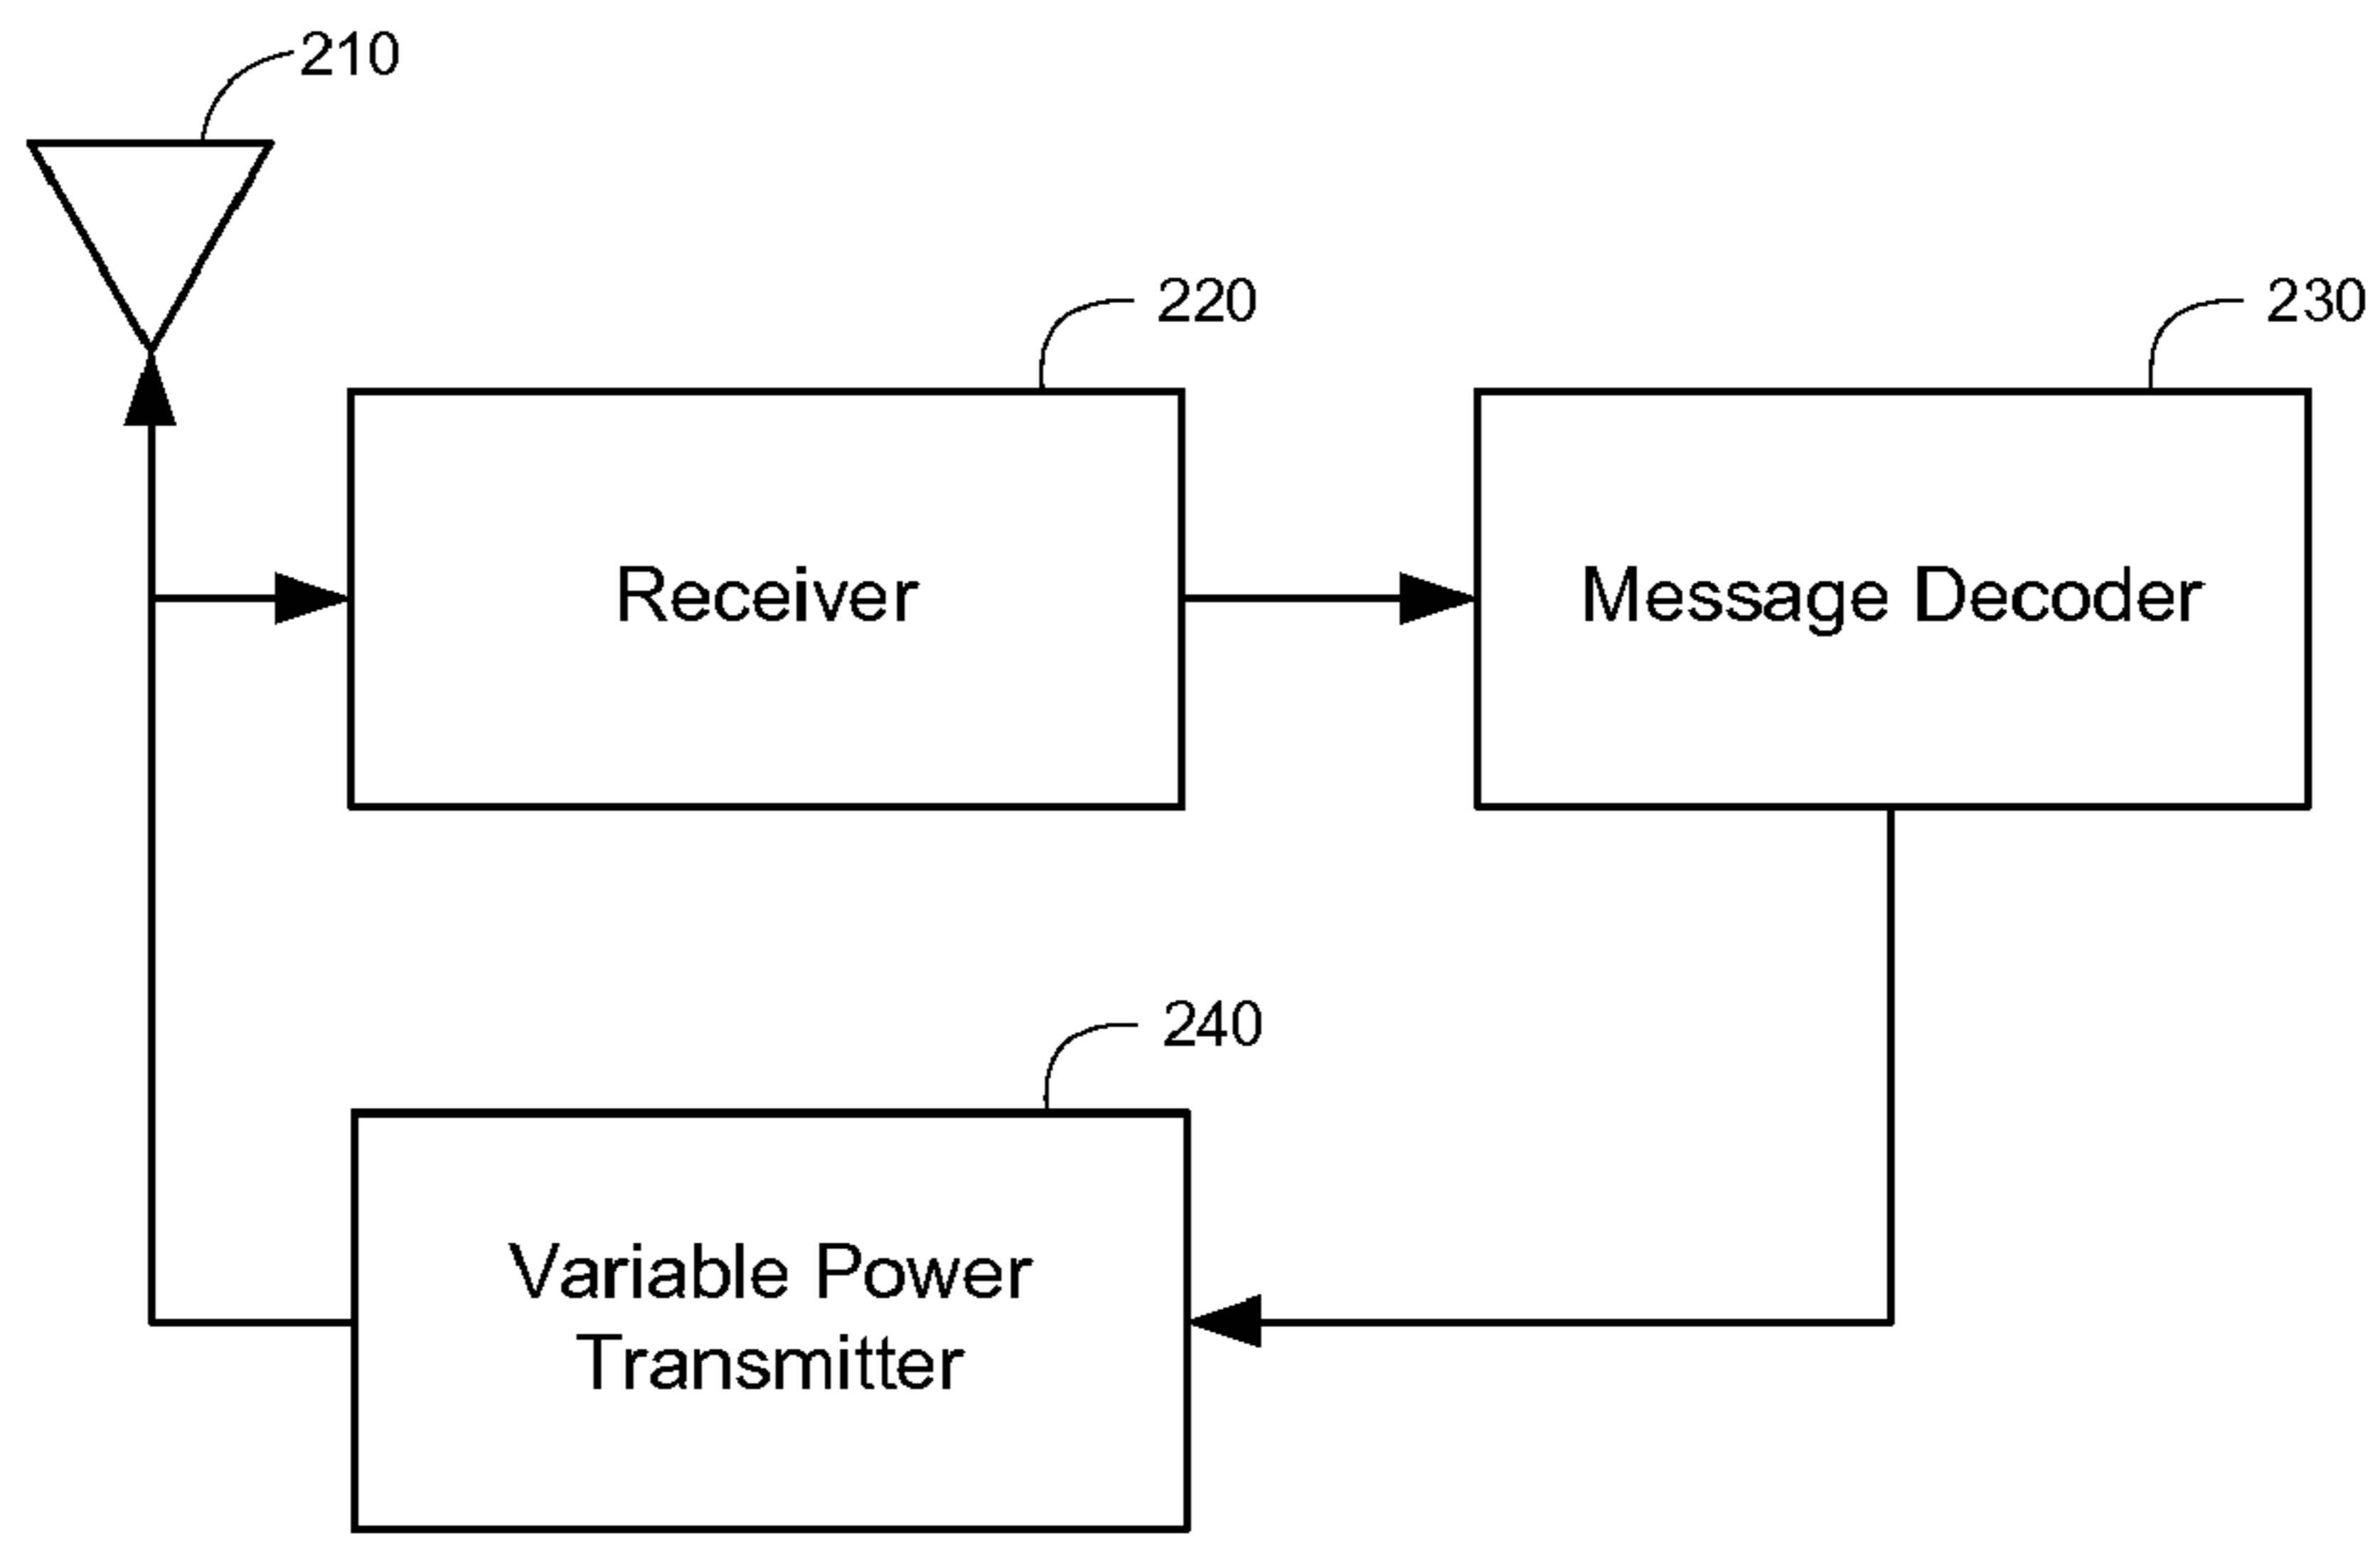 210
220
230
Receiver
Message Decoder
240
Variable Power
Transmitter